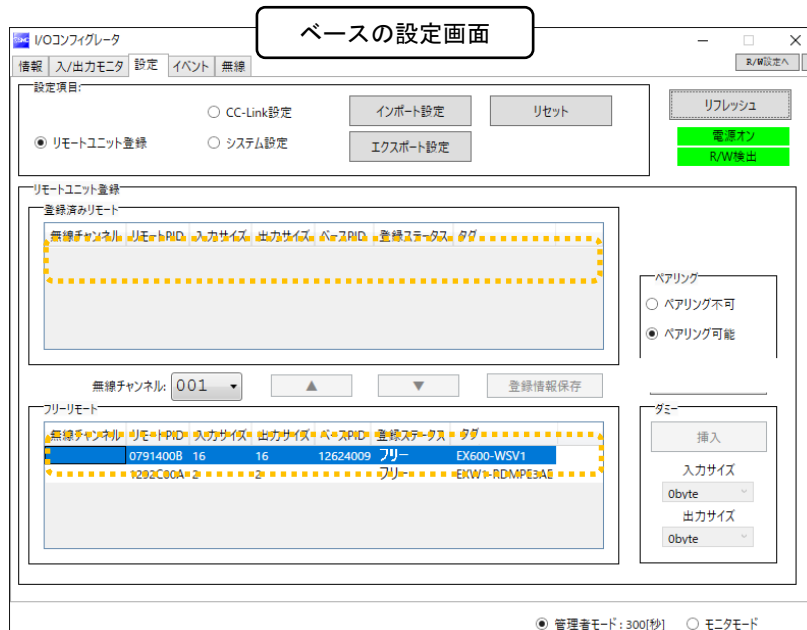 ベースの設定画面
SMC I/Oコンフィグレータ
情報 入/出力モニタ 設定 イベント 無線
R/W設定へ
設定項目:
CC-Link設定 インポート設定 リセット リフレッシュ
リモートユニット登録 システム設定 エクスポート設定
電源オン
R/W検出
リモートユニット登録
登録済みリモート
無線チャンネル リモートPID 入力サイズ 出力サイズ ベースPID 登録ステータス タグ
ペアリング
ペアリング不可
ペアリング可能
無線チャンネル: 001 ▲ ▼ 登録情報保存
フリーリモート
無線チャンネル リモートPID 入力サイズ 出力サイズ ベースPID 登録ステータス タグ
0791400B 16 16 12624009 フリー EX600-WSV1
1292C00A 2 2 フリー EXW1-RDMPE3AE
ダミー
挿入
入力サイズ
0byte
出力サイズ
0byte
管理者モード : 300[秒] モニタモード